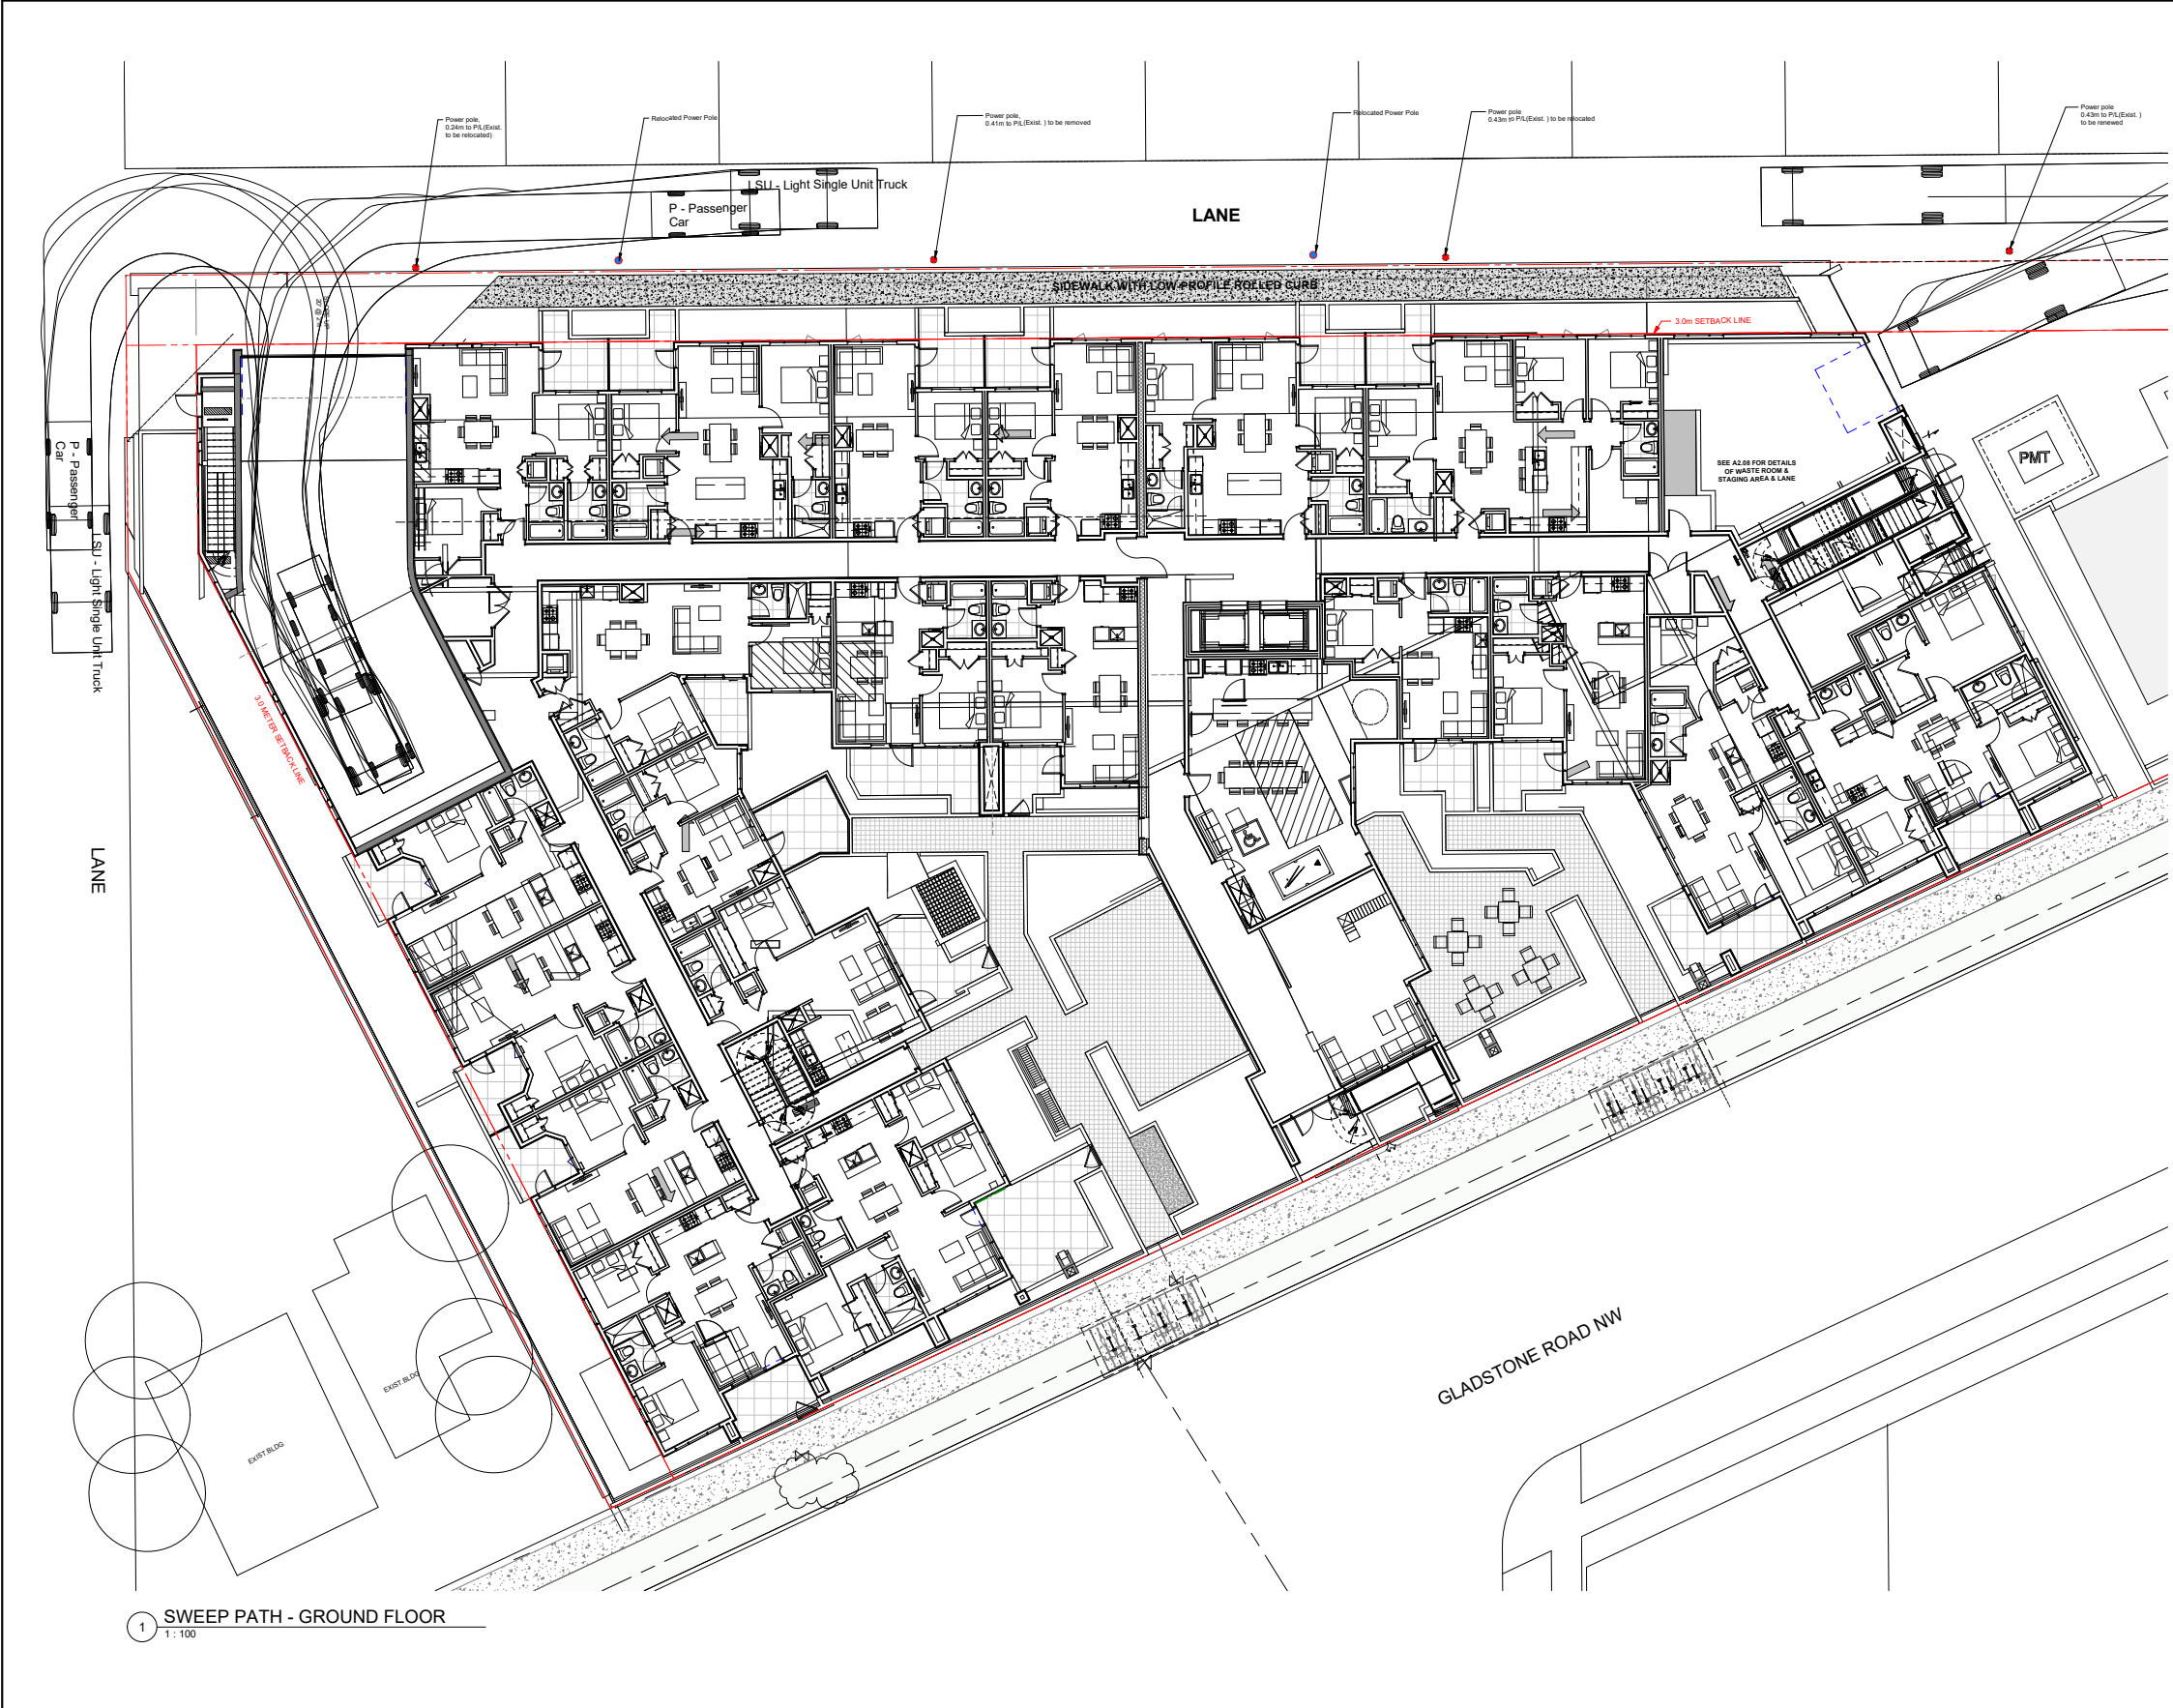 Power pole,
0.24m to P/L(Exist.
to be relocated)
Relocated Power Pole
Power pole,
0.41m to P/L(Exist. ) to be removed
Relocated Power Pole
Power pole
0.43m to P/L(Exist. ) to be relocated
Power pole
0.43m to P/L(Exist. )
to be renewed
LSU - Light Single Unit Truck
P - Passenger
Car
LANE
SIDEWALK WITH LOW-PROFILE ROLLED CURB
3.0m SETBACK LINE
P - Passenger
Car
LSU - Light Single Unit Truck
SEE A2.08 FOR DETAILS
OF WASTE ROOM &
STAGING AREA & LANE
PMT
3.0 METER SETBACK LINE
LANE
EXIST.BLDG
EXIST.BLDG
GLADSTONE ROAD NW
1
SWEEP PATH - GROUND FLOOR
1 : 100